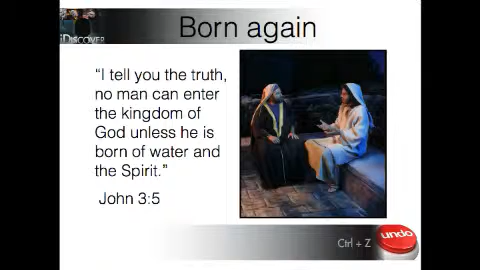 Born again
iDiscover
“I tell you the truth,
no man can enter
the kingdom of
God unless he is
born of water and
the Spirit.”
John 3:5
Ctrl + Z
undo